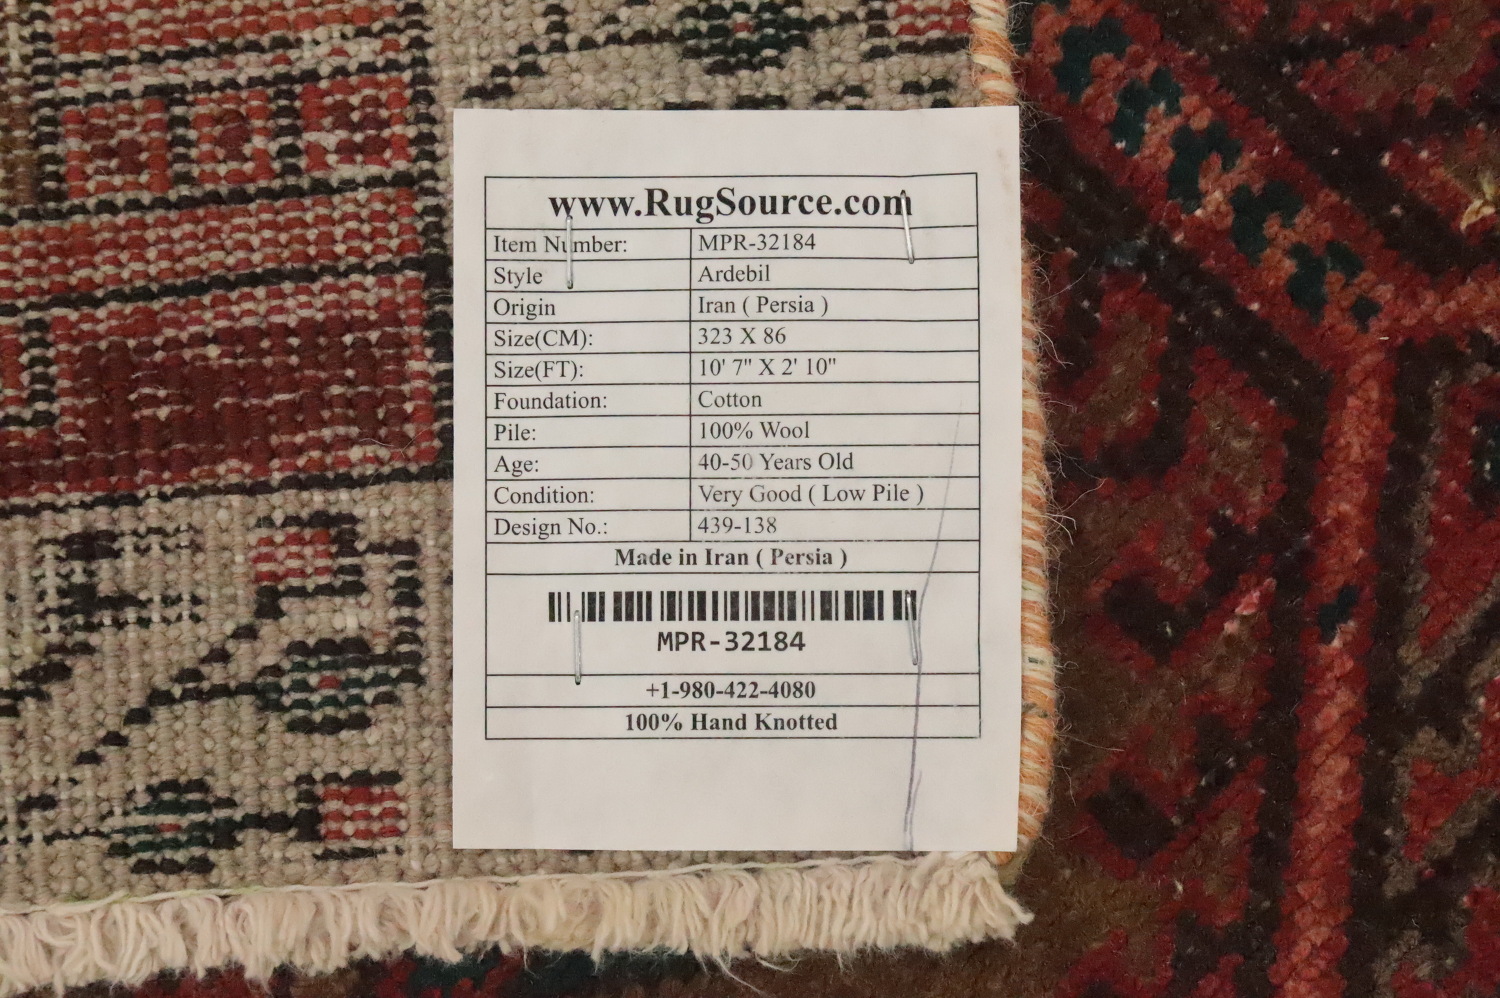 www.RugSource.com
Item Number: MPR-32184
Style Ardebil
Origin Iran ( Persia )
Size(CM): 323 X 86
Size(FT): 10' 7" X 2' 10"
Foundation: Cotton
Pile: 100% Wool
Age: 40-50 Years Old
Condition: Very Good ( Low Pile )
Design No.: 439-138
Made in Iran ( Persia )
MPR-32184
+1-980-422-4080
100% Hand Knotted